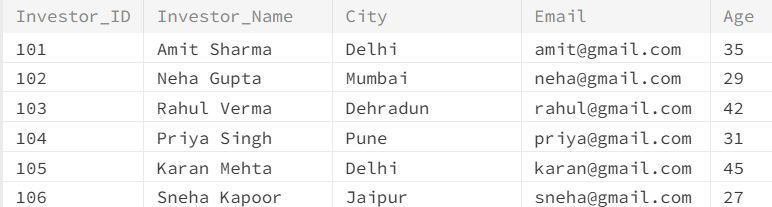 Investor_ID Investor_Name City Email Age
101 Amit Sharma Delhi amit@gmail.com 35
102 Neha Gupta Mumbai neha@gmail.com 29
103 Rahul Verma Dehradun rahul@gmail.com 42
104 Priya Singh Pune priya@gmail.com 31
105 Karan Mehta Delhi karan@gmail.com 45
106 Sneha Kapoor Jaipur sneha@gmail.com 27